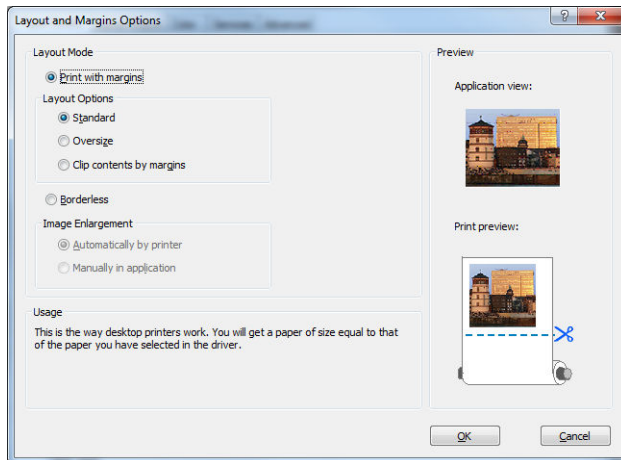 Layout and Margins Options
Layout Mode
Print with margins
Layout Options
Standard
Oversize
Clip contents by margins
Borderless
Image Enlargement
Automatically by printer
Manually in application
Usage
This is the way desktop printers work. You will get a paper of size equal to that
of the paper you have selected in the driver.
Preview
Application view:
Print preview:
OK
Cancel